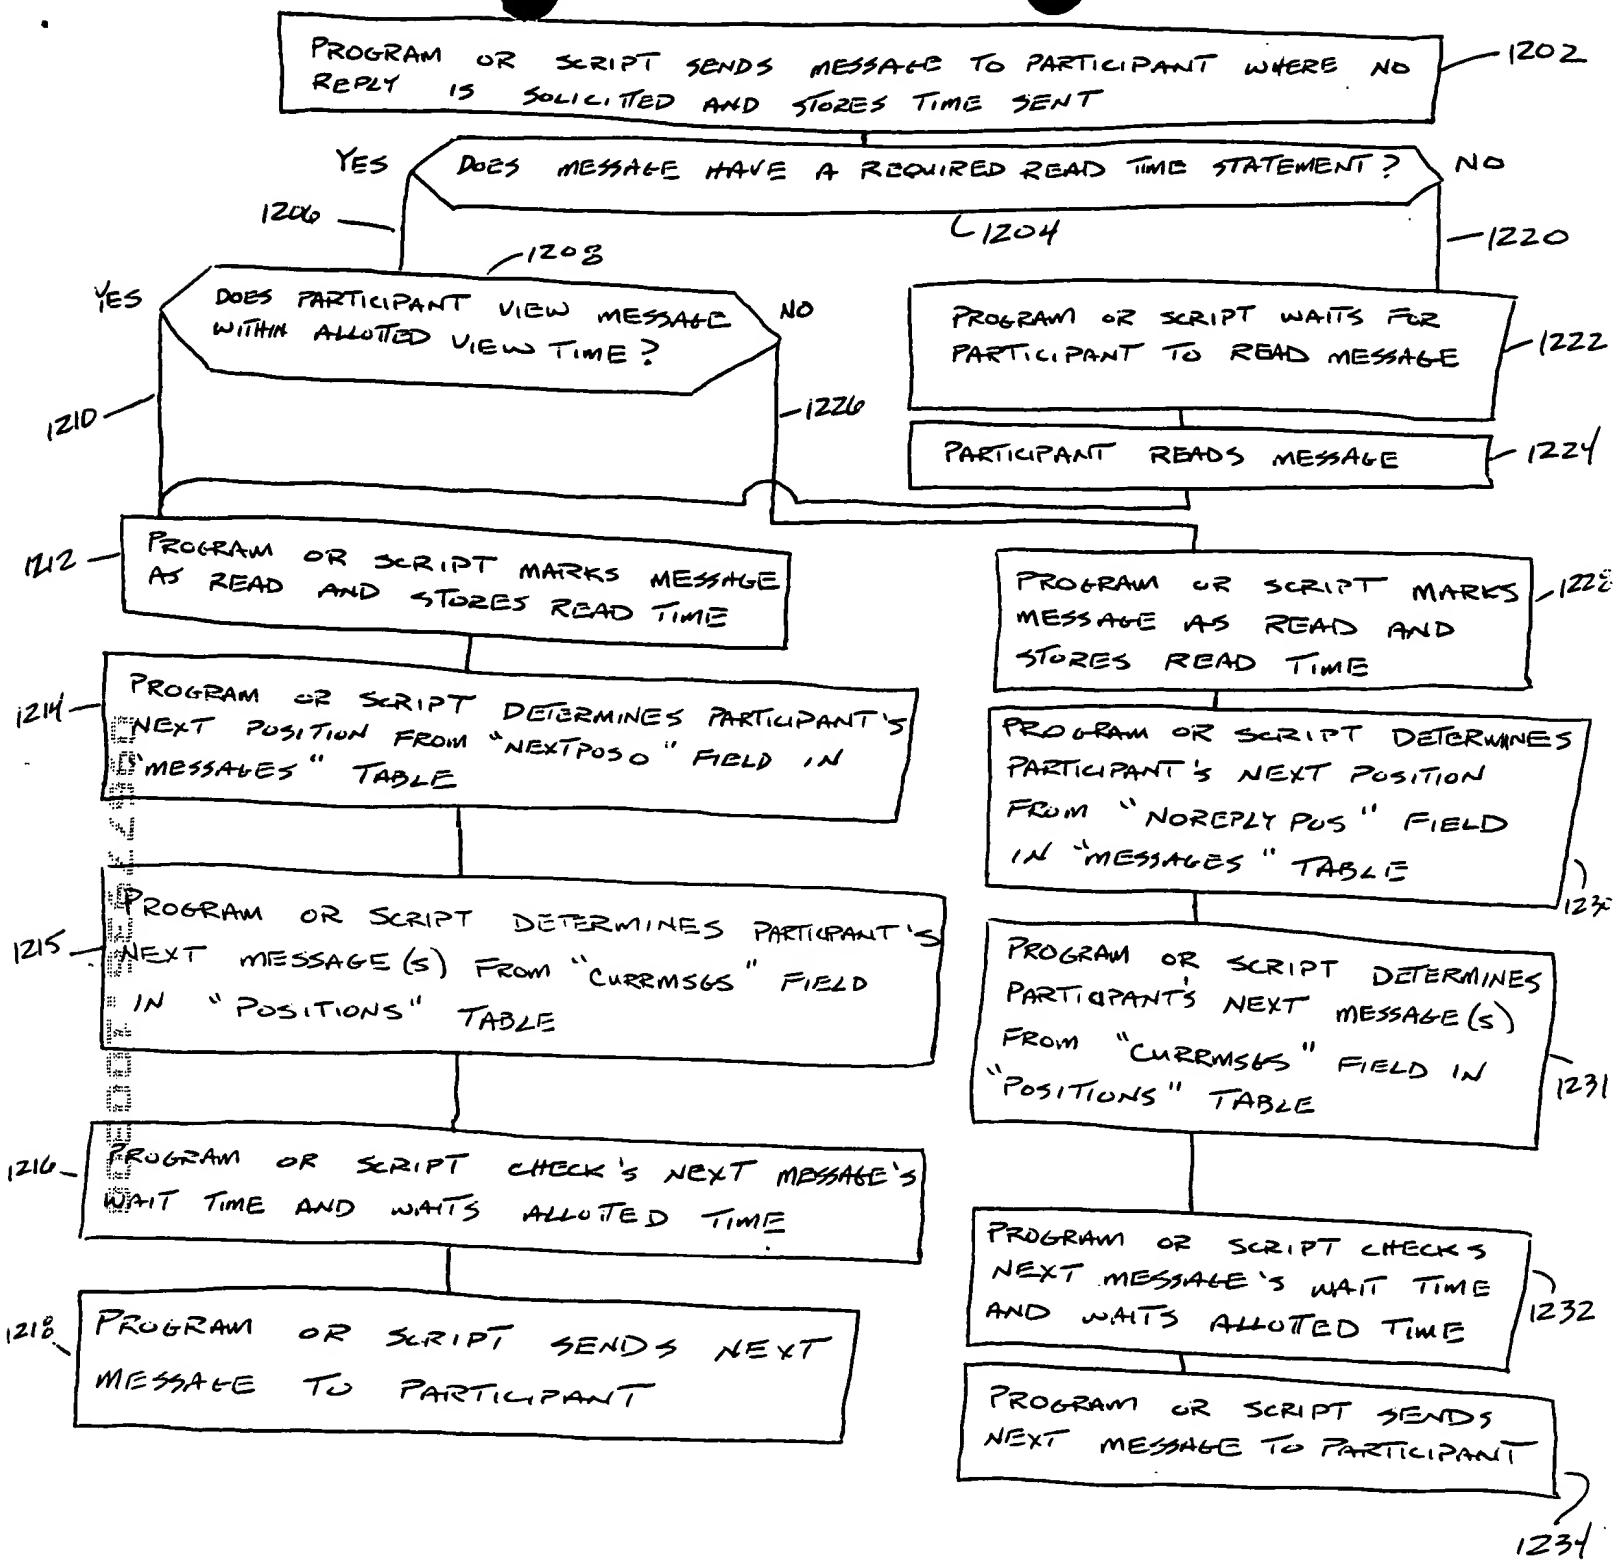 PROGRAM OR SCRIPT SENDS MESSAGE TO PARTICIPANT WHERE NO
REPLY IS SOLICITED AND STORES TIME SENT
1202
YES
DOES MESSAGE HAVE A REQUIRED READ TIME STATEMENT?
NO
1206
1204
1220
1208
YES
DOES PARTICIPANT VIEW MESSAGE
WITHIN ALLOTTED VIEW TIME?
NO
PROGRAM OR SCRIPT WAITS FOR
PARTICIPANT TO READ MESSAGE
1222
1210
1226
PARTICIPANT READS MESSAGE
1224
1212
PROGRAM OR SCRIPT MARKS MESSAGE
AS READ AND STORES READ TIME
PROGRAM OR SCRIPT MARKS
MESSAGE AS READ AND
STORES READ TIME
1214
PROGRAM OR SCRIPT DETERMINES PARTICIPANT'S
NEXT POSITION FROM "NEXTPOS0" FIELD IN
"MESSAGES" TABLE
PROGRAM OR SCRIPT DETERMINES
PARTICIPANT'S NEXT POSITION
FROM "NOREPLYPOS" FIELD
IN "MESSAGES" TABLE
1215
PROGRAM OR SCRIPT DETERMINES PARTICIPANT'S
NEXT MESSAGE(S) FROM "CURRMSGS" FIELD
IN "POSITIONS" TABLE
PROGRAM OR SCRIPT DETERMINES
PARTICIPANT'S NEXT MESSAGE(S)
FROM "CURRMSGS" FIELD IN
"POSITIONS" TABLE
1231
1216
PROGRAM OR SCRIPT CHECK'S NEXT MESSAGE'S
WAIT TIME AND WAITS ALLOTTED TIME
PROGRAM OR SCRIPT CHECKS
NEXT MESSAGE'S WAIT TIME
AND WAITS ALLOTTED TIME
1232
1218
PROGRAM OR SCRIPT SENDS NEXT
MESSAGE TO PARTICIPANT
PROGRAM OR SCRIPT SENDS
NEXT MESSAGE TO PARTICIPANT
1234